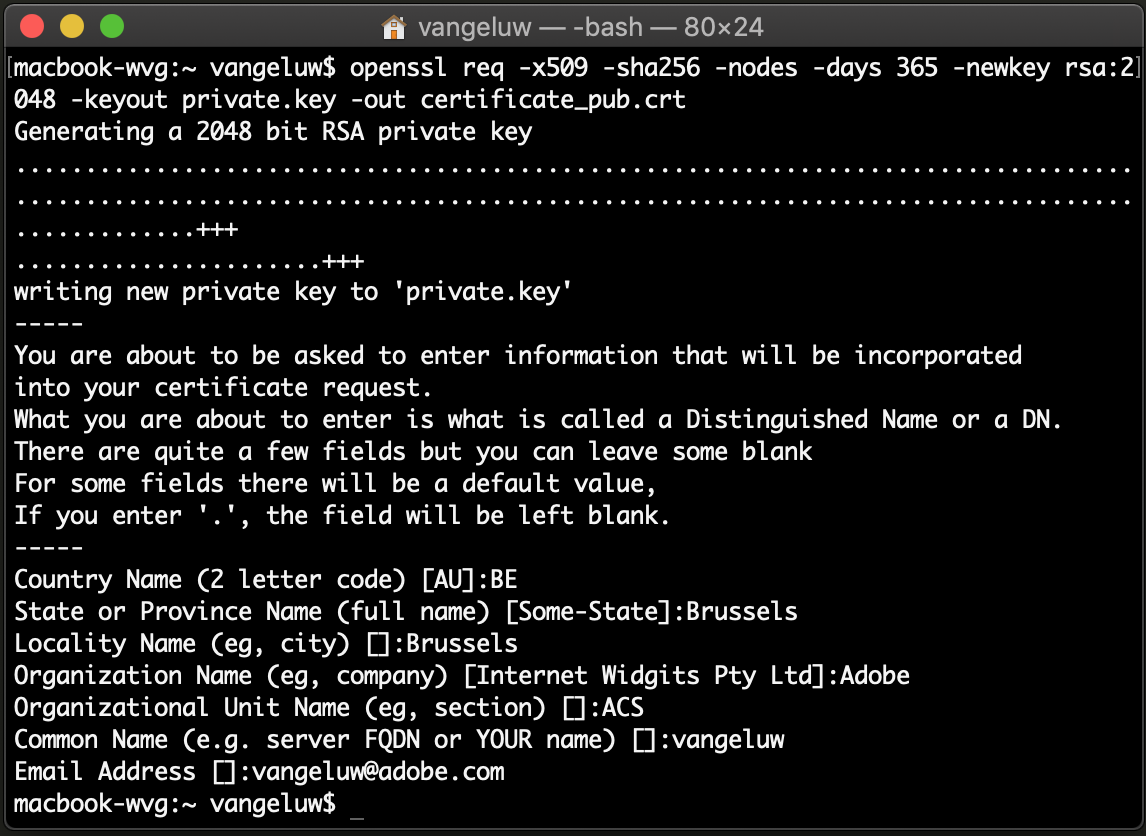 vangeluw — -bash — 80×24
[macbook-wvg:~ vangeluw$ openssl req -x509 -sha256 -nodes -days 365 -newkey rsa:2]
048 -keyout private.key -out certificate_pub.crt
Generating a 2048 bit RSA private key
................................................................................
................................................................................
.............+++
......................+++
writing new private key to 'private.key'
-----
You are about to be asked to enter information that will be incorporated
into your certificate request.
What you are about to enter is what is called a Distinguished Name or a DN.
There are quite a few fields but you can leave some blank
For some fields there will be a default value,
If you enter '.', the field will be left blank.
-----
Country Name (2 letter code) [AU]:BE
State or Province Name (full name) [Some-State]:Brussels
Locality Name (eg, city) []:Brussels
Organization Name (eg, company) [Internet Widgits Pty Ltd]:Adobe
Organizational Unit Name (eg, section) []:ACS
Common Name (e.g. server FQDN or YOUR name) []:vangeluw
Email Address []:vangeluw@adobe.com
macbook-wvg:~ vangeluw$ _